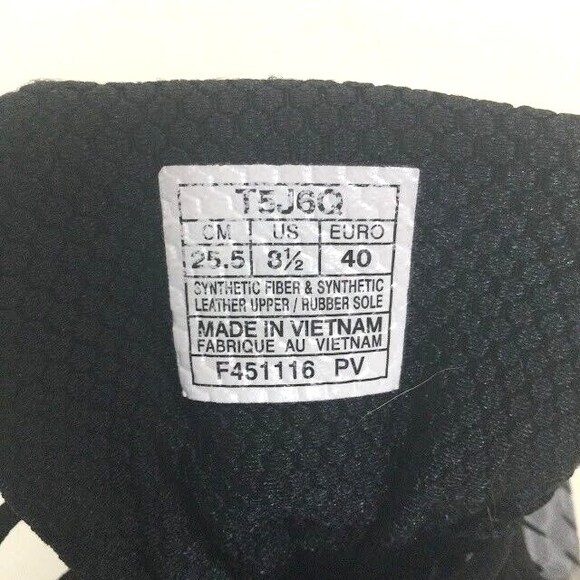 T5J6Q
CM US EURO
25.5 8½ 40
SYNTHETIC FIBER & SYNTHETIC
LEATHER UPPER / RUBBER SOLE
MADE IN VIETNAM
FABRIQUE AU VIETNAM
F451116 PV